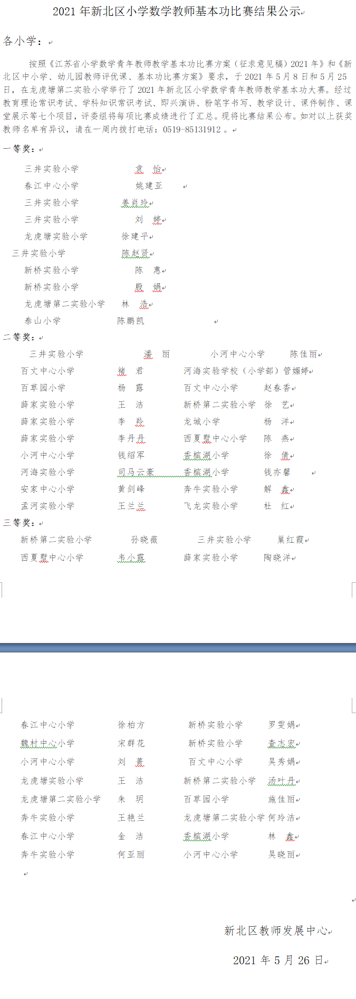 2021 年新北区小学数学教师基本功比赛结果公示
各小学：
按照《江苏省小学数学青年教师教学基本功比赛方案（征求意见稿）2021 年》和《新
北区中小学、幼儿园教师评优课、基本功比赛方案》要求，于 2021 年 5 月 8 日和 5 月 25
日，在龙虎塘第二实验小学举行了 2021 年新北区小学数学青年教师教学基本功大赛。经过
教育理论常识考试、学科知识常识考试、即兴演讲、粉笔字书写、教学设计、课件制作、课
堂展示等七个项目，评委组将每项比赛成绩进行了汇总。现将比赛结果公布。如对以上获奖
教师名单有异议，请在一周内拨打电话：0519-85131912 。
一等奖：
三井实验小学 袁 怡
春江中心小学 姚建亚
三井实验小学 姜肖玲
三井实验小学 刘 婷
龙虎塘实验小学 徐建平
三井实验小学 陈赵贤
新桥实验小学 陈 惠
新桥实验小学 殷 娟
龙虎塘第二实验小学 林 浩
泰山小学 陈鹏凯
二等奖：
三井实验小学 潘 丽 小河中心小学 陈佳丽
百丈中心小学 褚 君 河海实验学校（小学部）管媚婷
百草园小学 杨 露 百丈中心小学 赵春香
薛家实验小学 王 洁 新桥第二实验小学 徐 艺
薛家实验小学 李 羚 龙城小学 杨 洋
薛家实验小学 李丹丹 西夏墅中心小学 陈 燕
小河中心小学 钱绍军 香槟湖小学 徐 倩
河海实验小学 司马云豪 香槟湖小学 钱亦馨
安家中心小学 黄剑峰 奔牛实验小学 解 鑫
孟河实验小学 王兰兰 飞龙实验小学 杜 红
三等奖：
新桥第二实验小学 孙晓薇 三井实验小学 巢红霞
西夏墅中心小学 韦小露 薛家实验小学 陶晓洋
春江中心小学 徐柏方 新桥实验小学 罗雯娟
魏村中心小学 宋群花 新桥实验小学 查志宏
小河中心小学 刘 菁 百丈中心小学 吴秀娟
龙虎塘实验小学 王 洁 新桥第二实验小学 汤叶丹
龙虎塘第二实验小学 朱 玥 百草园小学 施佳丽
奔牛实验小学 王艳兰 龙虎塘第二实验小学 何玲洁
春江中心小学 金 洁 香槟湖小学 林 鑫
奔牛实验小学 何亚丽 小河中心小学 吴晓丽
新北区教师发展中心
2021 年 5 月 26 日